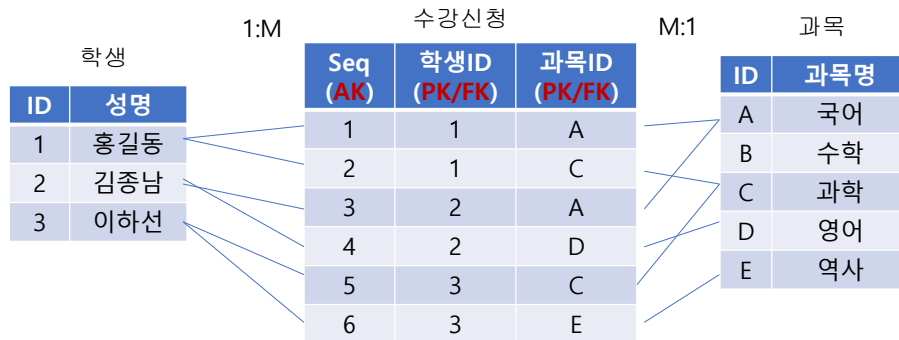 학생
ID 성명
1 홍길동
2 김종남
3 이하선
1:M
수강신청
Seq (AK) 학생ID (PK/FK) 과목ID (PK/FK)
1 1 A
2 1 C
3 2 A
4 2 D
5 3 C
6 3 E
M:1
과목
ID 과목명
A 국어
B 수학
C 과학
D 영어
E 역사